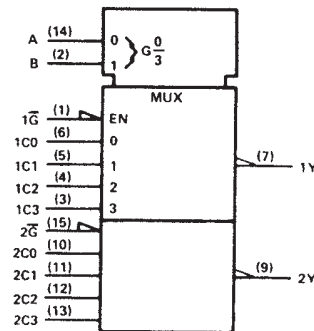 A (14) 0 G 0/3
B (2) 1
MUX
1G̅ (1) EN
1C0 (6) 0
1C1 (5) 1 (7) 1Y
1C2 (4) 2
1C3 (3) 3
2G̅ (15)
2C0 (10)
2C1 (11) (9) 2Y
2C2 (12)
2C3 (13)